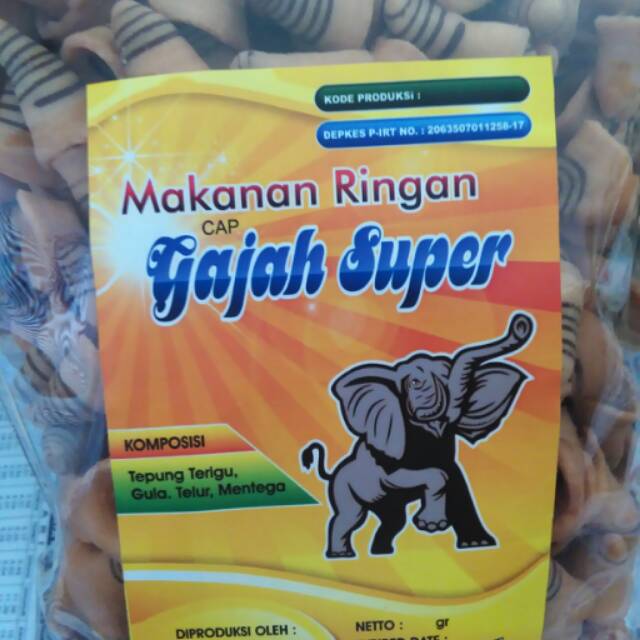 KODE PRODUKSi :
DEPKES P-IRT NO. : 2063507011258-17
Makanan Ringan
CAP
Gajah Super
KOMPOSISI
Tepung Terigu,
Gula. Telur, Mentega
DIPRODUKSI OLEH :
NETTO : gr